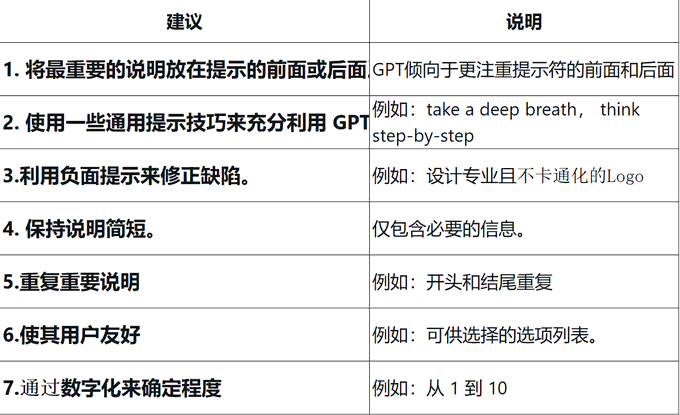 建议 说明
1. 将最重要的说明放在提示的前面或后面. GPT倾向于更注重提示符的前面和后面
2. 使用一些通用提示技巧来充分利用 GPT 例如：take a deep breath， think
step-by-step
3.利用负面提示来修正缺陷。 例如：设计专业且不卡通化的Logo
4. 保持说明简短。 仅包含必要的信息。
5.重复重要说明 例如：开头和结尾重复
6.使其用户友好 例如：可供选择的选项列表。
7.通过数字化来确定程度 例如：从 1 到 10